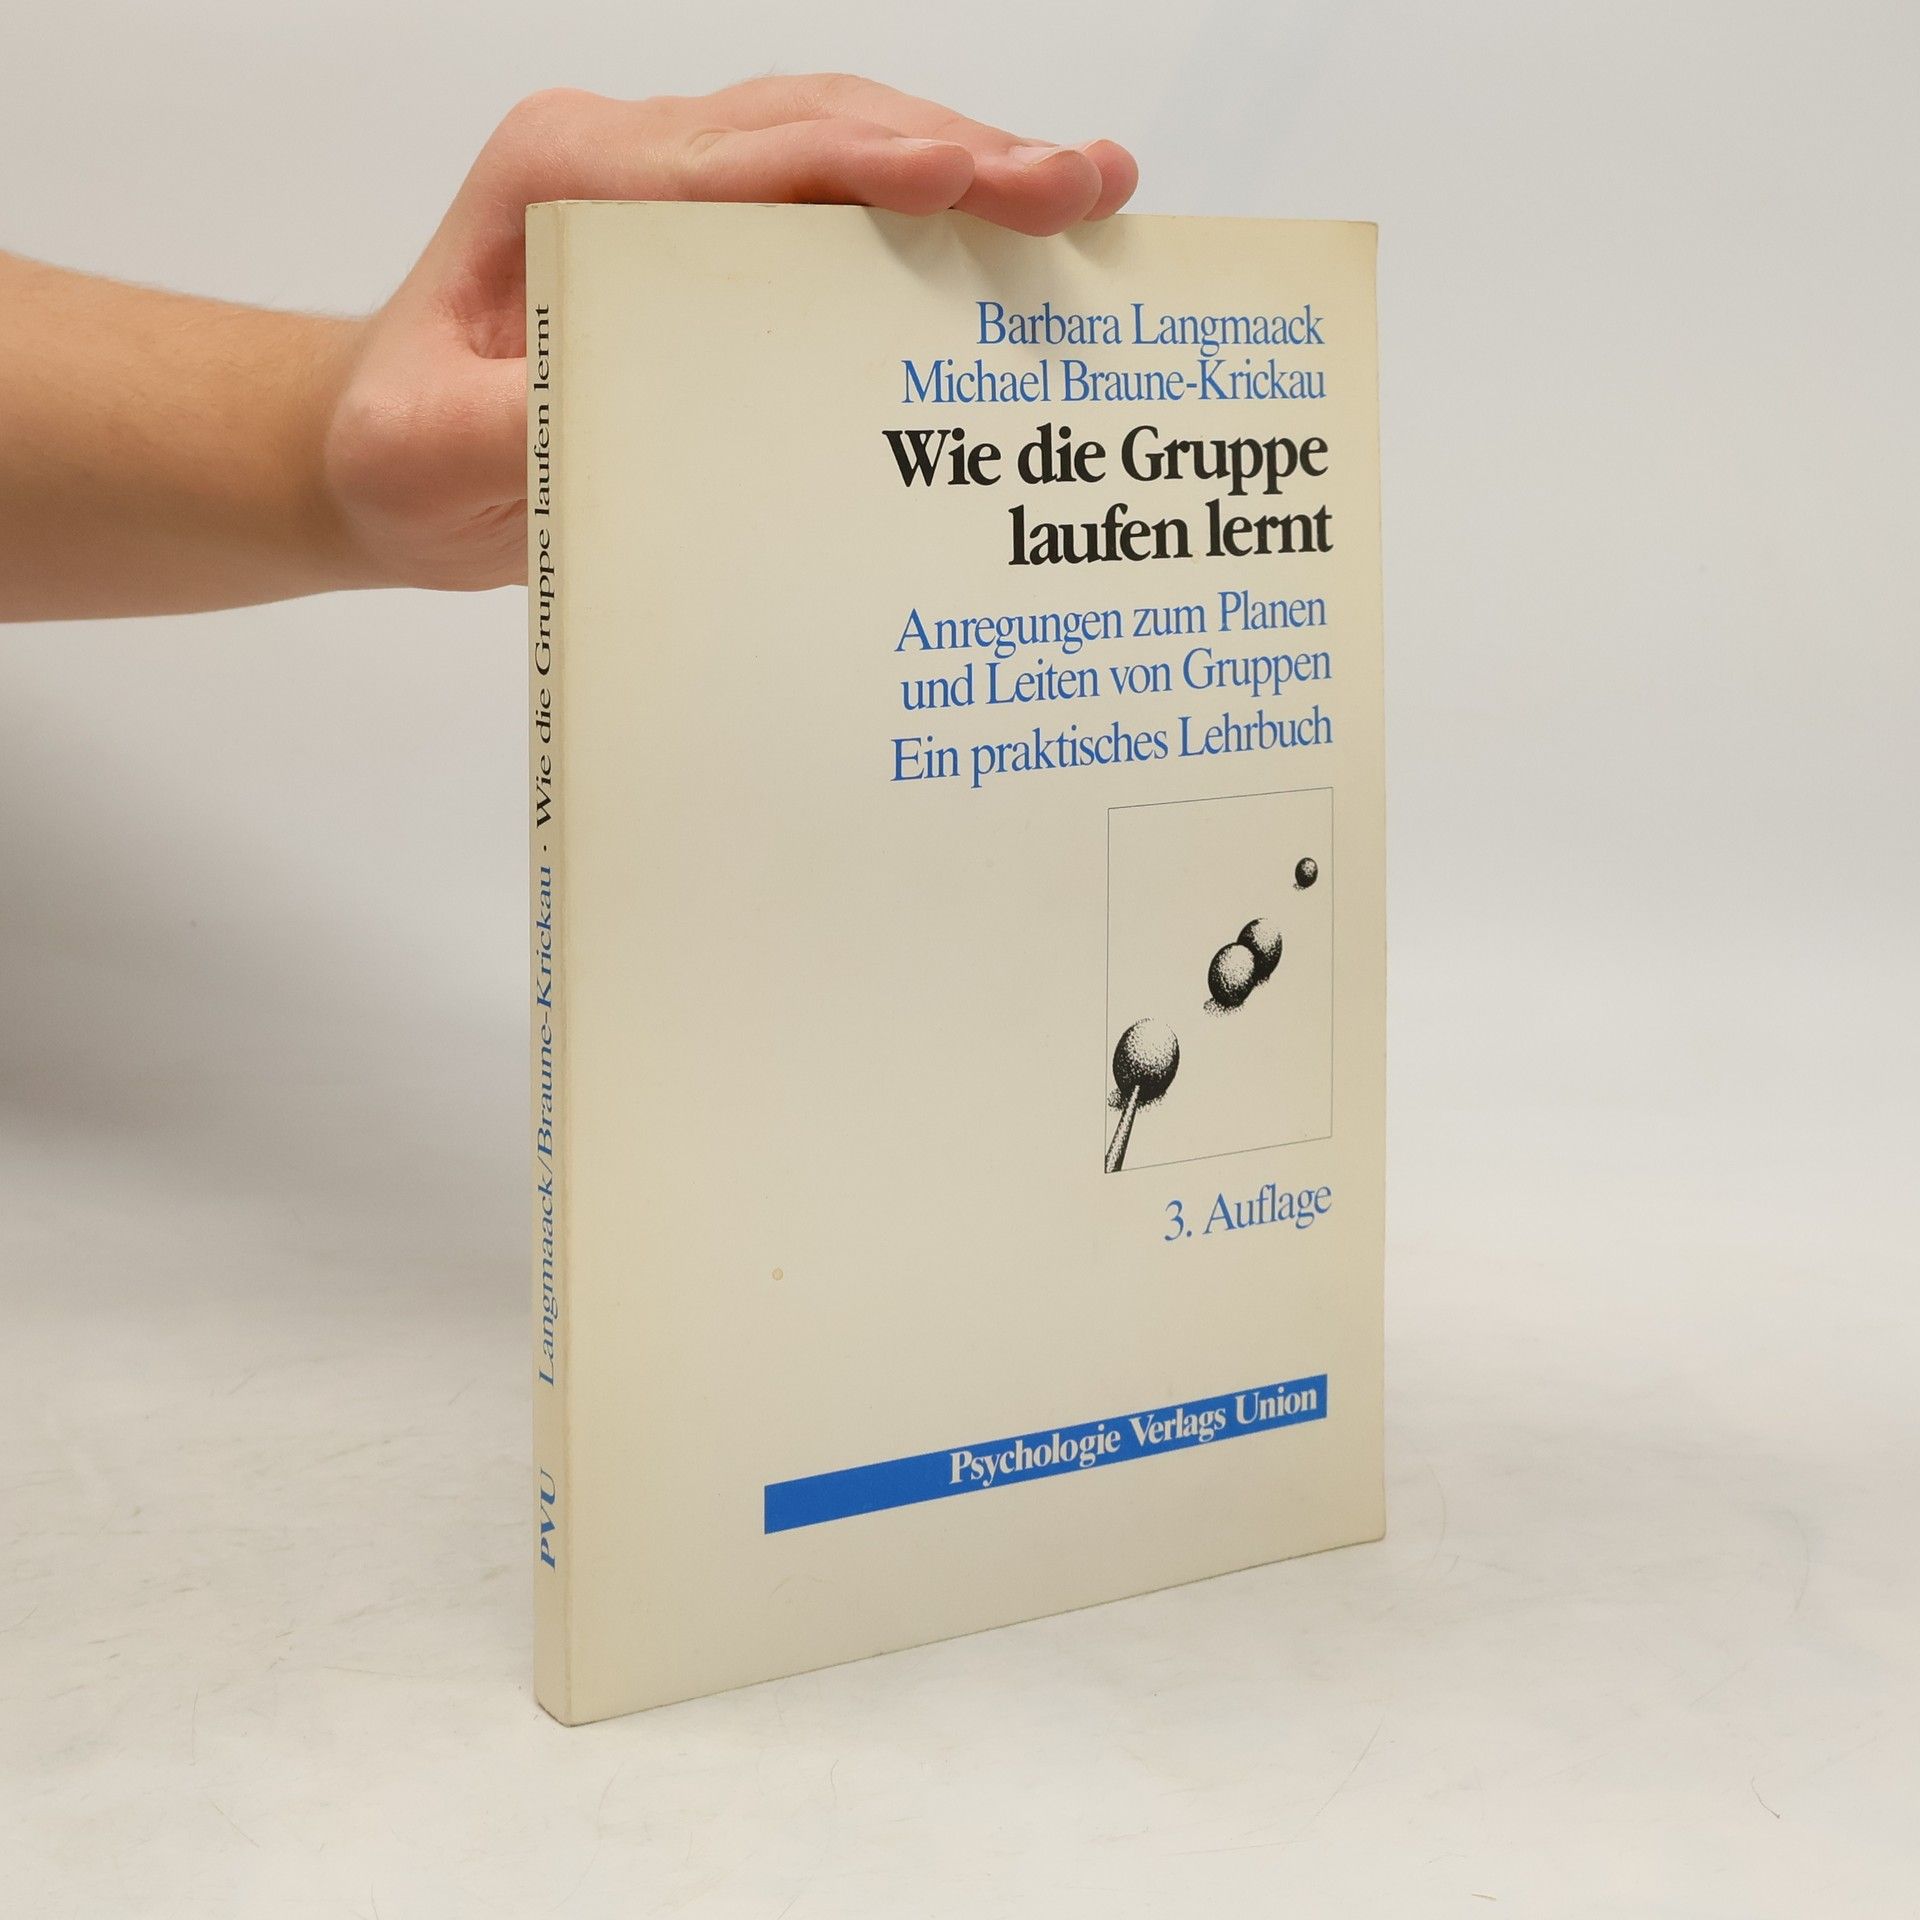 Barbara Langmaack
Michael Braune-Krickau
Wie die Gruppe
laufen lernt
Anregungen zum Planen
und Leiten von Gruppen
Ein praktisches Lehrbuch
3. Auflage
Psychologie Verlags Union
PVU Langmaack/Braune-Krickau · Wie die Gruppe laufen lernt